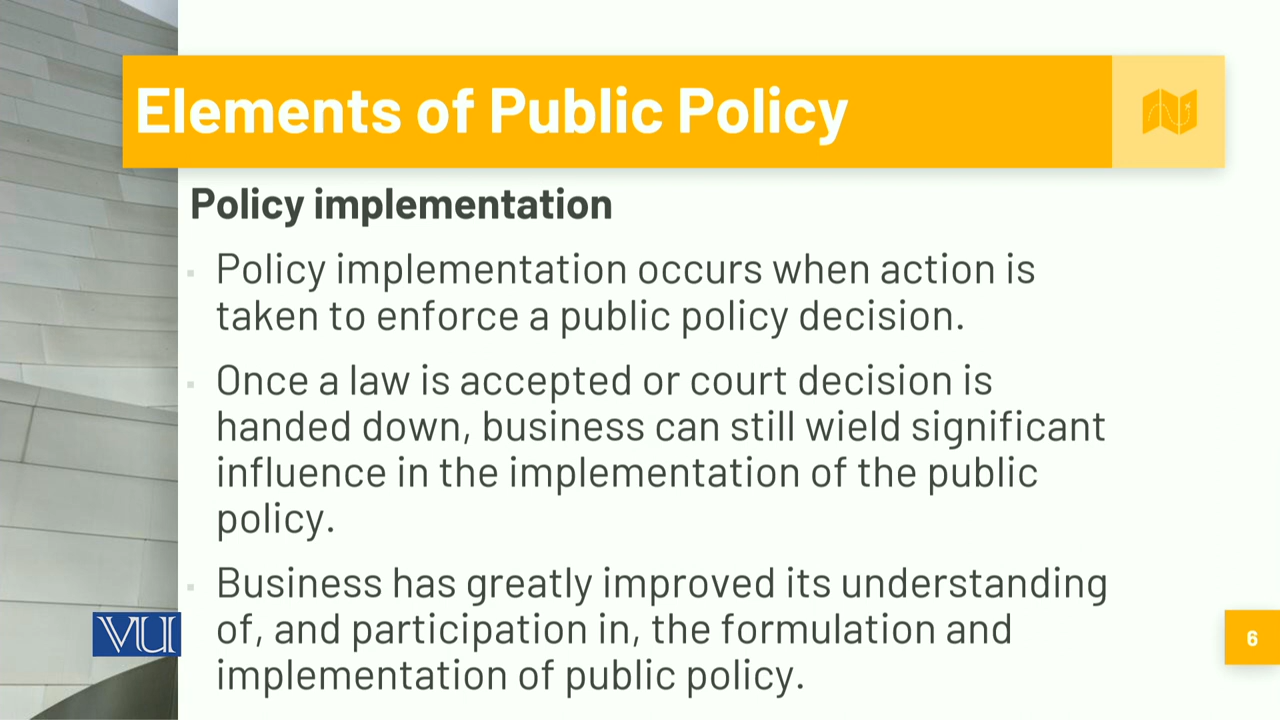 Elements of Public Policy
Policy implementation
Policy implementation occurs when action is
taken to enforce a public policy decision.
Once a law is accepted or court decision is
handed down, business can still wield significant
influence in the implementation of the public
policy.
Business has greatly improved its understanding
of, and participation in, the formulation and
implementation of public policy.
VU
6